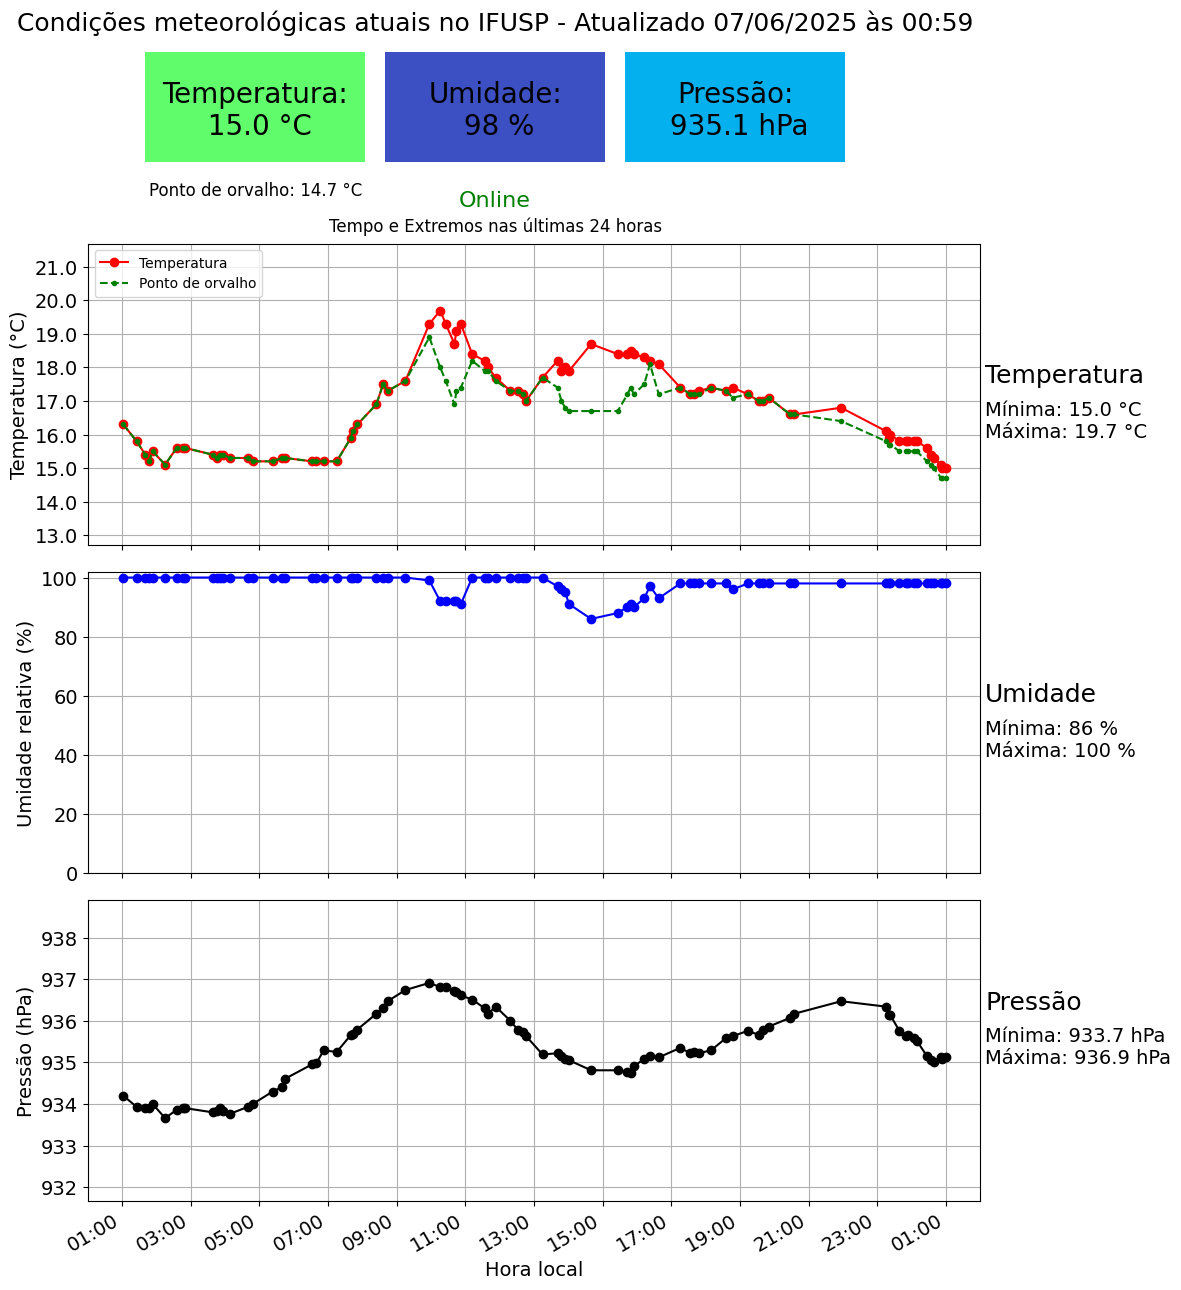 Condições meteorológicas atuais no IFUSP - Atualizado 07/06/2025 às 00:59
Temperatura:
15.0 °C
Umidade:
98 %
Pressão:
935.1 hPa
Ponto de orvalho: 14.7 °C
Online
Tempo e Extremos nas últimas 24 horas
Temperatura
Ponto de orvalho
Temperatura (°C)
21.0
20.0
19.0
18.0
17.0
16.0
15.0
14.0
13.0
Temperatura
Mínima: 15.0 °C
Máxima: 19.7 °C
Umidade relativa (%)
100
80
60
40
20
0
Umidade
Mínima: 86 %
Máxima: 100 %
Pressão (hPa)
938
937
936
935
934
933
932
Pressão
Mínima: 933.7 hPa
Máxima: 936.9 hPa
01:00 03:00 05:00 07:00 09:00 11:00 13:00 15:00 17:00 19:00 21:00 23:00 01:00
Hora local